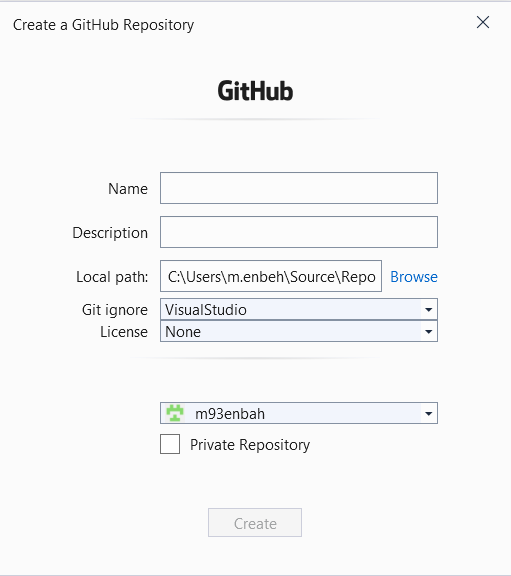 Create a GitHub Repository
GitHub
Name
Description
Local path: C:\Users\m.enbeh\Source\Repo Browse
Git ignore VisualStudio
License None
m93enbah
Private Repository
Create